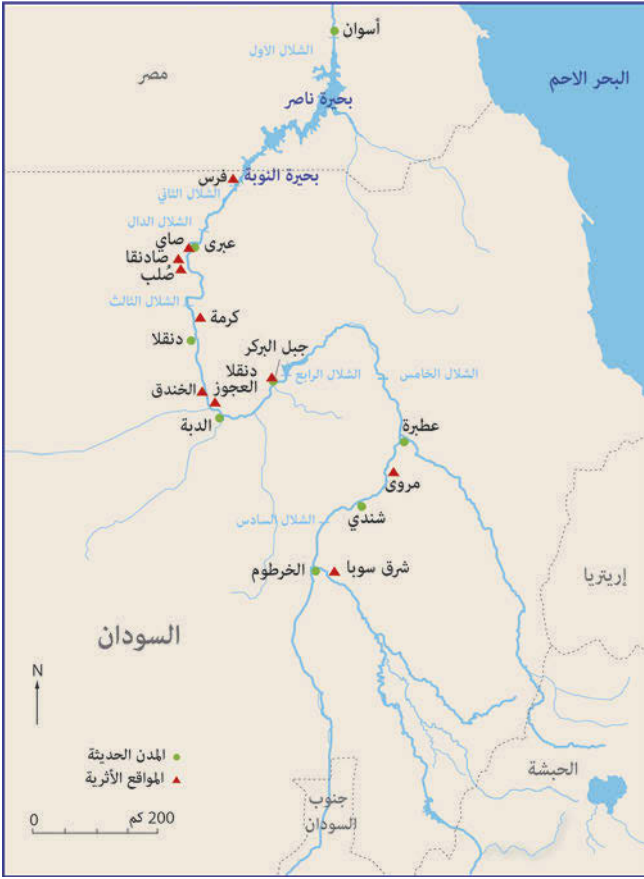 أسوان
الشلال الاول
مصر
البحر الاحم
بحيرة ناصر
بحيرة النوبة
فرس
الشلال الثاني
الشلال الدال
عبرى
صاي
صادنقا
صُلب
الشلال الثالث
كرمة
دنقلا
جبل البركر
دنقلا
العجوز
الشلال الرابع
الشلال الخامس
الخندق
الدبة
عطبرة
مروى
شندي
الشلال السادس
الخرطوم
شرق سوبا
إريتريا
السودان
N
المدن الحديثة
المواقع الأثرية
الحبشة
جنوب
السودان
0
200 كم